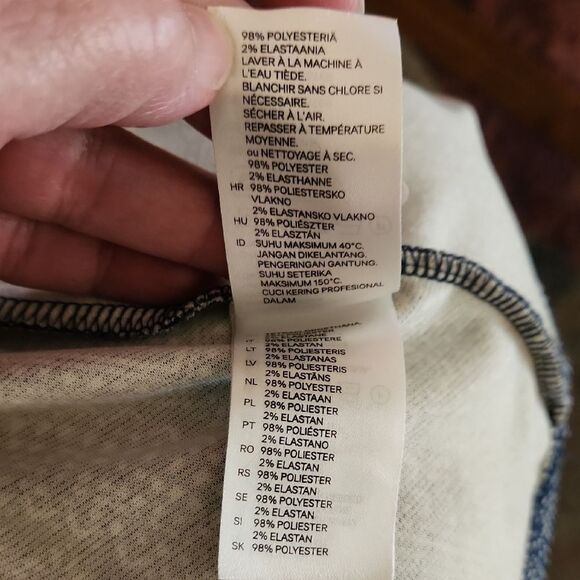 98% POLYESTERIÄ
2% ELASTAANIA
LAVER À LA MACHINE À
L'EAU TIÈDE.
BLANCHIR SANS CHLORE SI
NÉCESSAIRE.
SÉCHER À L'AIR.
REPASSER À TEMPÉRATURE
MOYENNE.
ou NETTOYAGE À SEC.
98% POLYESTER
2% ELASTHANNE
HR 98% POLIESTERSKO
VLAKNO
2% ELASTANSKO VLAKNO
HU 98% POLIÉSZTER
2% ELASZTÁN
ID SUHU MAKSIMUM 40°C.
JANGAN DIKELANTANG.
PENGERINGAN GANTUNG.
SUHU SETERIKA
MAKSIMUM 150°C.
CUCI KERING PROFESIONAL
DALAM
98% POLIESTERE
2% ELASTAN
LT 98% POLIESTERIS
2% ELASTANAS
LV 98% POLIESTERIS
2% ELASTĀNS
NL 98% POLYESTER
2% ELASTAAN
PL 98% POLIESTER
2% ELASTAN
PT 98% POLIÉSTER
2% ELASTANO
RO 98% POLIESTER
2% ELASTAN
RS 98% POLIESTER
2% ELASTAN
SE 98% POLYESTER
2% ELASTAN
SI 98% POLIESTER
2% ELASTAN
SK 98% POLYESTER